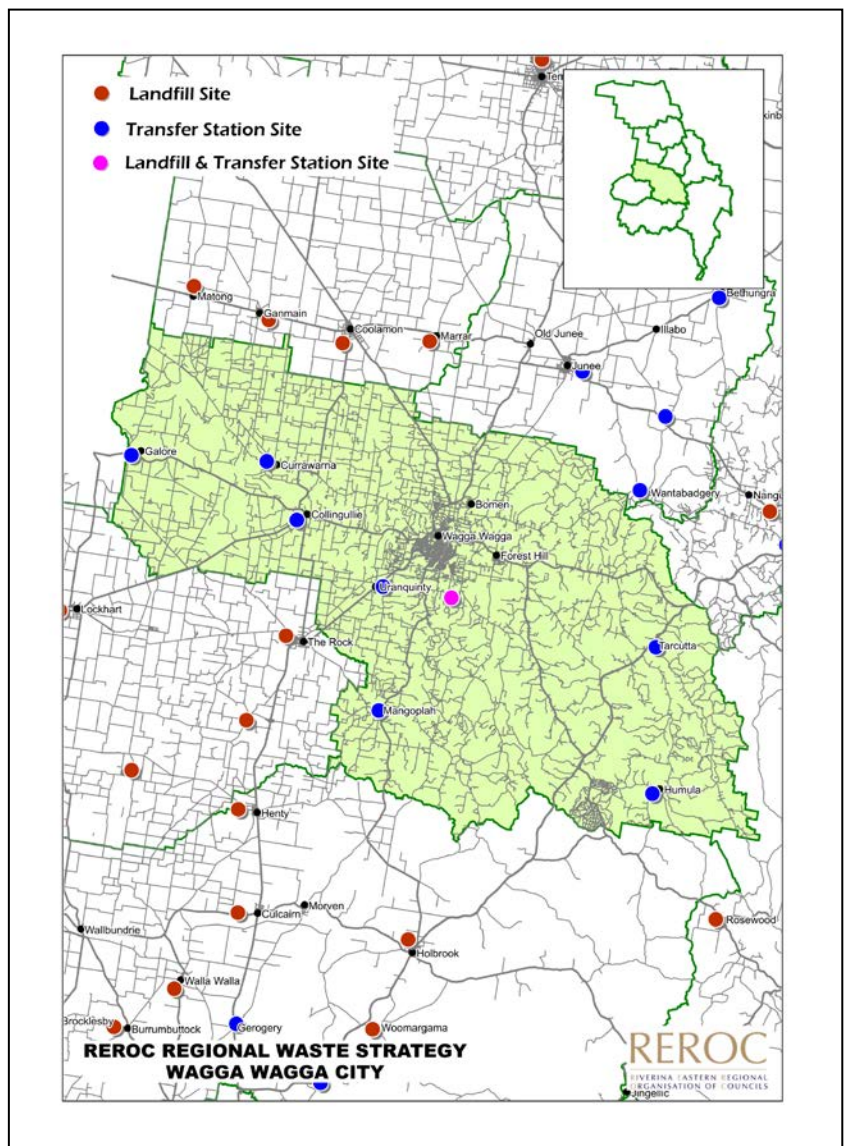 Landfill Site
Transfer Station Site
Landfill & Transfer Station Site
Tem
kinb
Bethungra
Matong
Ganmain
Coolamon
Marrar
Old Junee
Illabo
Junee
Galore
Currawarna
Wantabadgery
Nangu
Collingullie
Bomen
Wagga Wagga
Forest Hill
Uranquinty
Lockhart
The Rock
Tarcutta
Mangoplah
Humula
Henty
Morven
Culcairn
Rosewood
Wallbundrie
Holbrook
Walla Walla
Brocklesby
Burrumbuttock
Gerogery
Woomargama
REROC REGIONAL WASTE STRATEGY
WAGGA WAGGA CITY
REROC
RIVERINA EASTERN REGIONAL
ORGANISATION OF COUNCILS
Jingellic